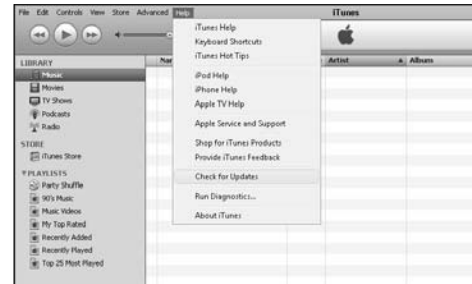 File Edit Controls View Store Advanced Help
iTunes
iTunes Help
Keyboard Shortcuts
iTunes Hot Tips
iPod Help
iPhone Help
Apple TV Help
Apple Service and Support
Shop for iTunes Products
Provide iTunes Feedback
Check for Updates
Run Diagnostics...
About iTunes
LIBRARY
Music
Movies
TV Shows
Podcasts
Radio
STORE
iTunes Store
PLAYLISTS
Party Shuffle
90's Music
Music Videos
My Top Rated
Recently Added
Recently Played
Top 25 Most Played
Artist
Album